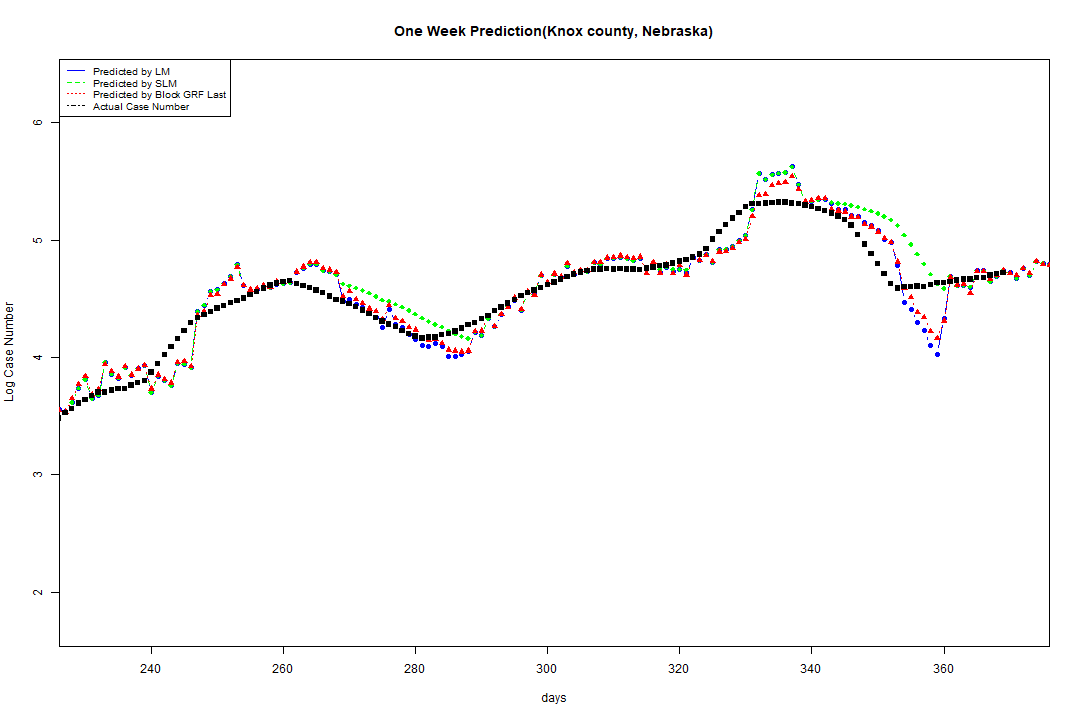 One Week Prediction(Knox county, Nebraska)
Predicted by LM
Predicted by SLM
Predicted by Block GRF Last
Actual Case Number
6
5
4
3
2
Log Case Number
240 260 280 300 320 340 360
days